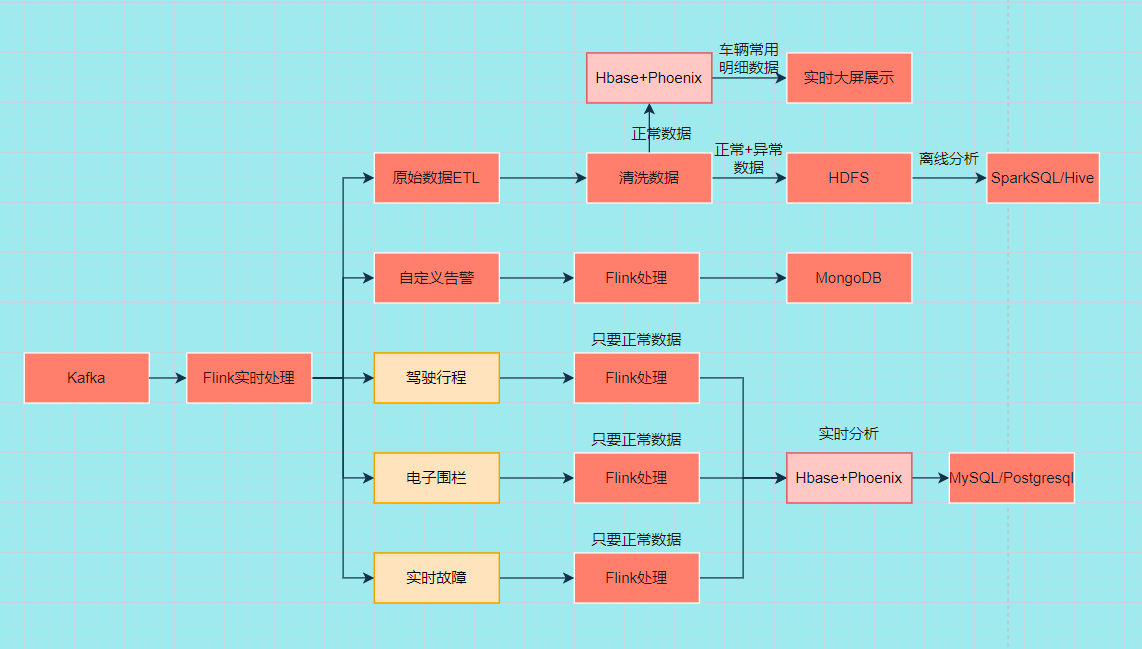 车辆常用
明细数据
Hbase+Phoenix
实时大屏展示
正常数据
正常+异常
数据
离线分析
原始数据ETL
清洗数据
HDFS
SparkSQL/Hive
自定义告警
Flink处理
MongoDB
只要正常数据
Kafka
Flink实时处理
驾驶行程
Flink处理
只要正常数据
实时分析
电子围栏
Flink处理
Hbase+Phoenix
MySQL/Postgresql
只要正常数据
实时故障
Flink处理